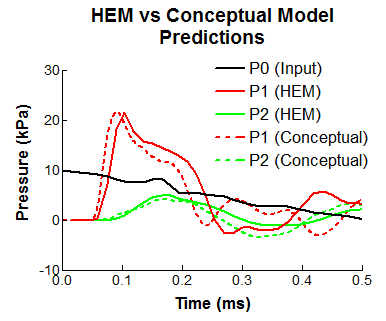 HEM vs Conceptual Model
Predictions
P0 (Input)
P1 (HEM)
P2 (HEM)
P1 (Conceptual)
P2 (Conceptual)
Pressure (kPa)
30
20
10
0
-10
0.0 0.1 0.2 0.3 0.4 0.5
Time (ms)